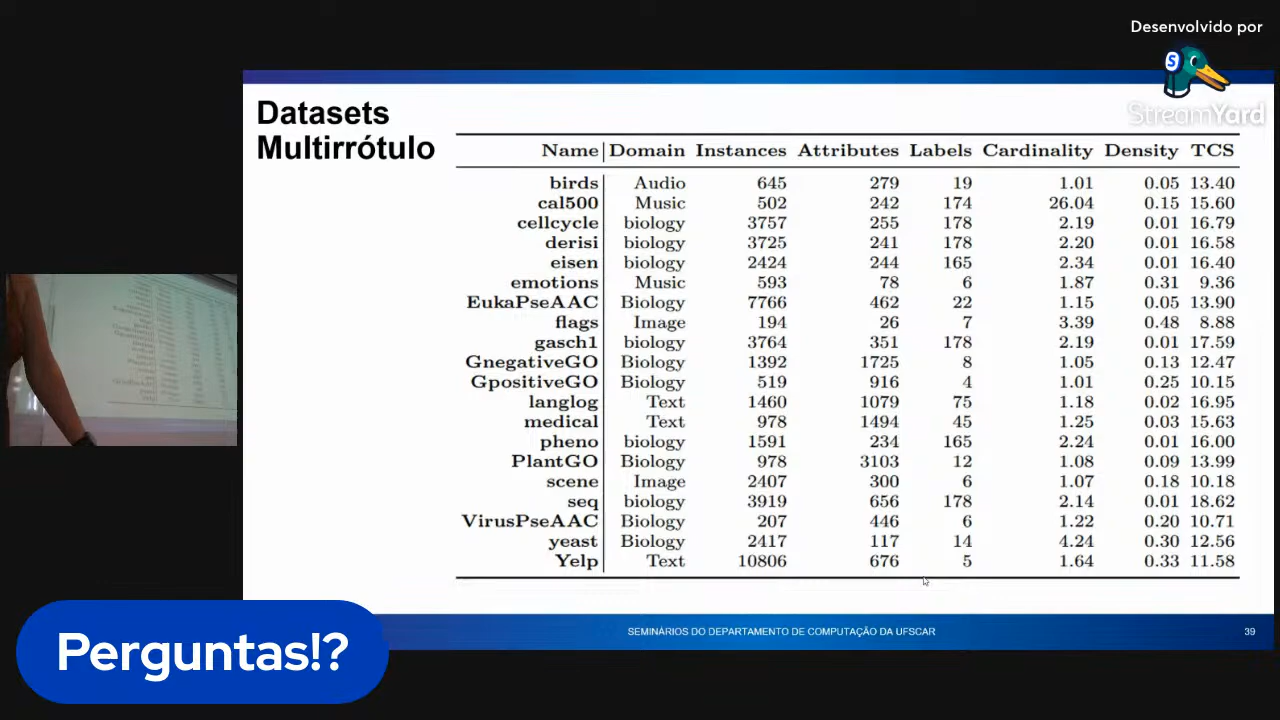 Desenvolvido por
S
StreamYard
Datasets
Multirrótulo
Name Domain Instances Attributes Labels Cardinality Density TCS
birds Audio 645 279 19 1.01 0.05 13.40
cal500 Music 502 242 174 26.04 0.15 15.60
cellcycle biology 3757 255 178 2.19 0.01 16.79
derisi biology 3725 241 178 2.20 0.01 16.58
eisen biology 2424 244 165 2.34 0.01 16.40
emotions Music 593 78 6 1.87 0.31 9.36
EukaPseAAC Biology 7766 462 22 1.15 0.05 13.90
flags Image 194 26 7 3.39 0.48 8.88
gasch1 biology 3764 351 178 2.19 0.01 17.59
GnegativeGO Biology 1392 1725 8 1.05 0.13 12.47
GpositiveGO Biology 519 916 4 1.01 0.25 10.15
langlog Text 1460 1079 75 1.18 0.02 16.95
medical Text 978 1494 45 1.25 0.03 15.63
pheno biology 1591 234 165 2.24 0.01 16.00
PlantGO Biology 978 3103 12 1.08 0.09 13.99
scene Image 2407 300 6 1.07 0.18 10.18
seq biology 3919 656 178 2.14 0.01 18.62
VirusPseAAC Biology 207 446 6 1.22 0.20 10.71
yeast Biology 2417 117 14 4.24 0.30 12.56
Yelp Text 10806 676 5 1.64 0.33 11.58
SEMINÁRIOS DO DEPARTAMENTO DE COMPUTAÇÃO DA UFSCAR 39
Perguntas!?